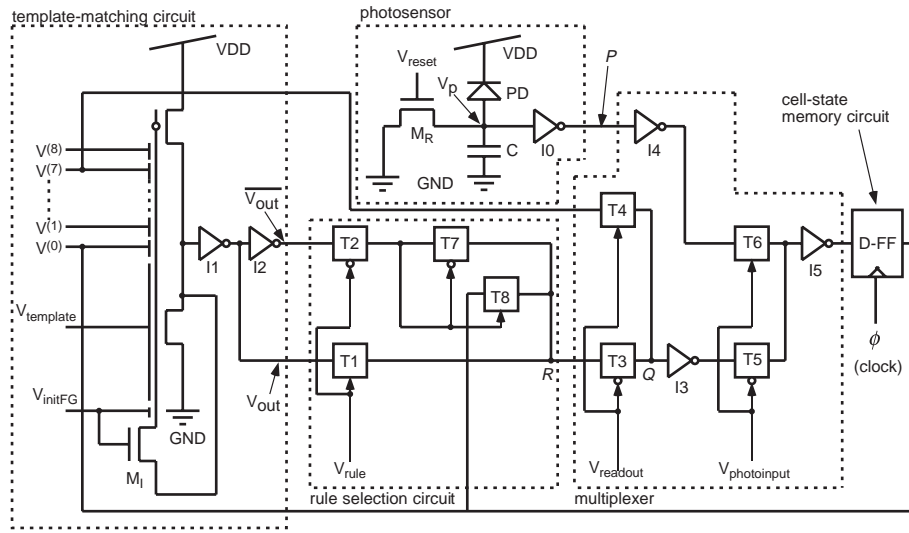 template-matching circuit
photosensor
VDD
VDD
V_reset
V_p
PD
P
M_R
C
I0
I4
GND
cell-state
memory circuit
V(8)
V(7)
V(1)
V(0)
V_out
T4
T2
T7
T6
D-FF
I1
I2
I5
T8
V_template
T1
R
T3
Q
I3
T5
φ
(clock)
V_out
V_initFG
GND
M_I
V_rule
V_readout
V_photoinput
rule selection circuit
multiplexer